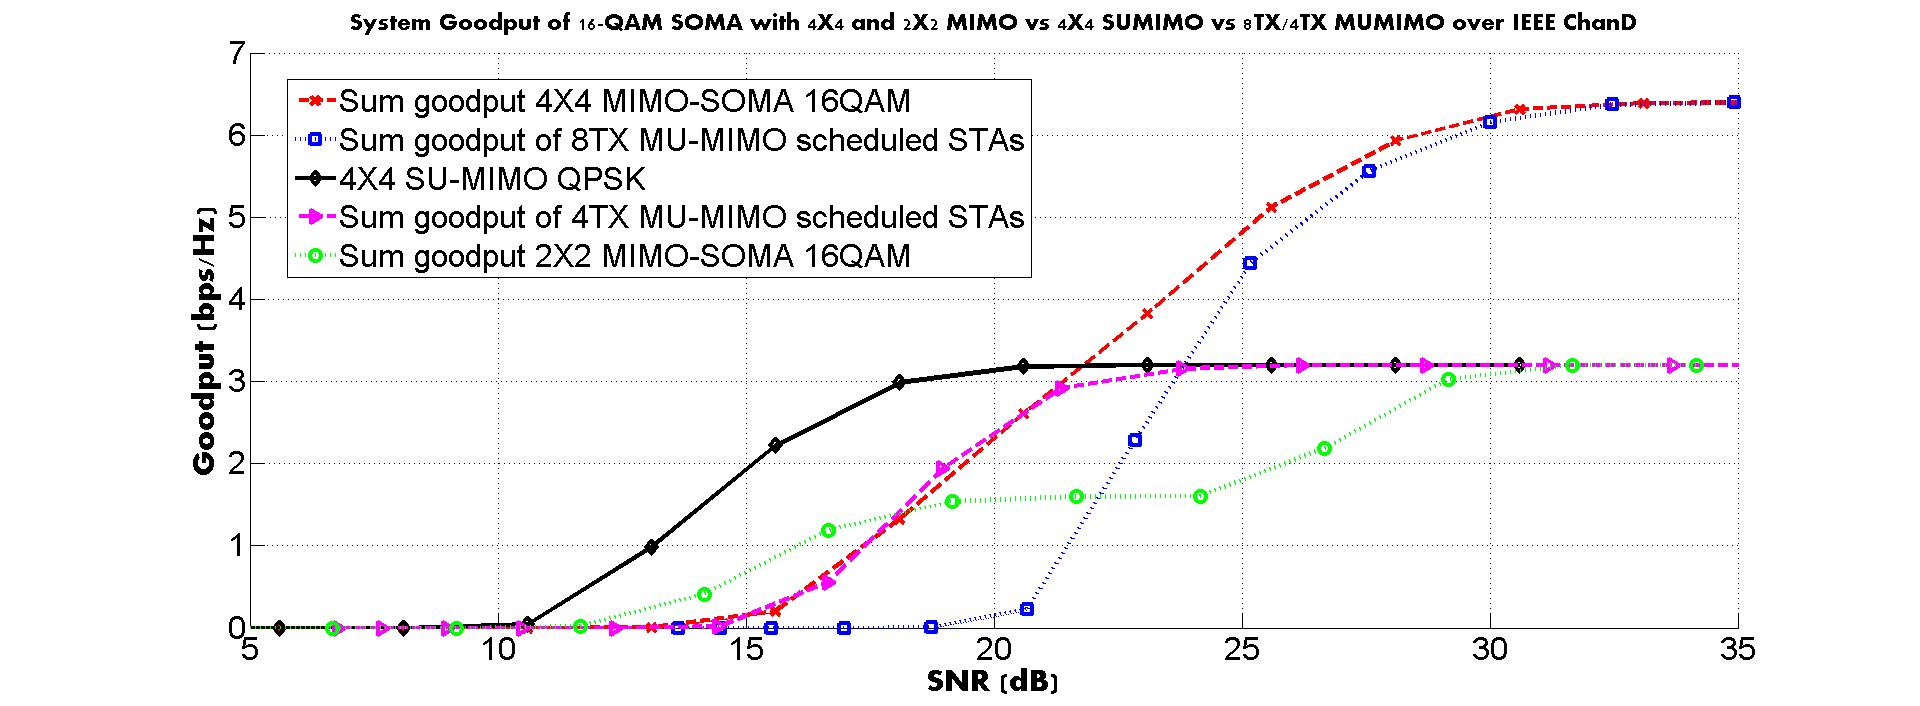 System Goodput of 16-QAM SOMA with 4X4 and 2X2 MIMO vs 4X4 SUMIMO vs 8TX/4TX MUMIMO over IEEE ChanD
7
6
5
4
3
2
1
0
Goodput (bps/Hz)
Sum goodput 4X4 MIMO-SOMA 16QAM
Sum goodput of 8TX MU-MIMO scheduled STAs
4X4 SU-MIMO QPSK
Sum goodput of 4TX MU-MIMO scheduled STAs
Sum goodput 2X2 MIMO-SOMA 16QAM
5 10 15 20 25 30 35
SNR (dB)